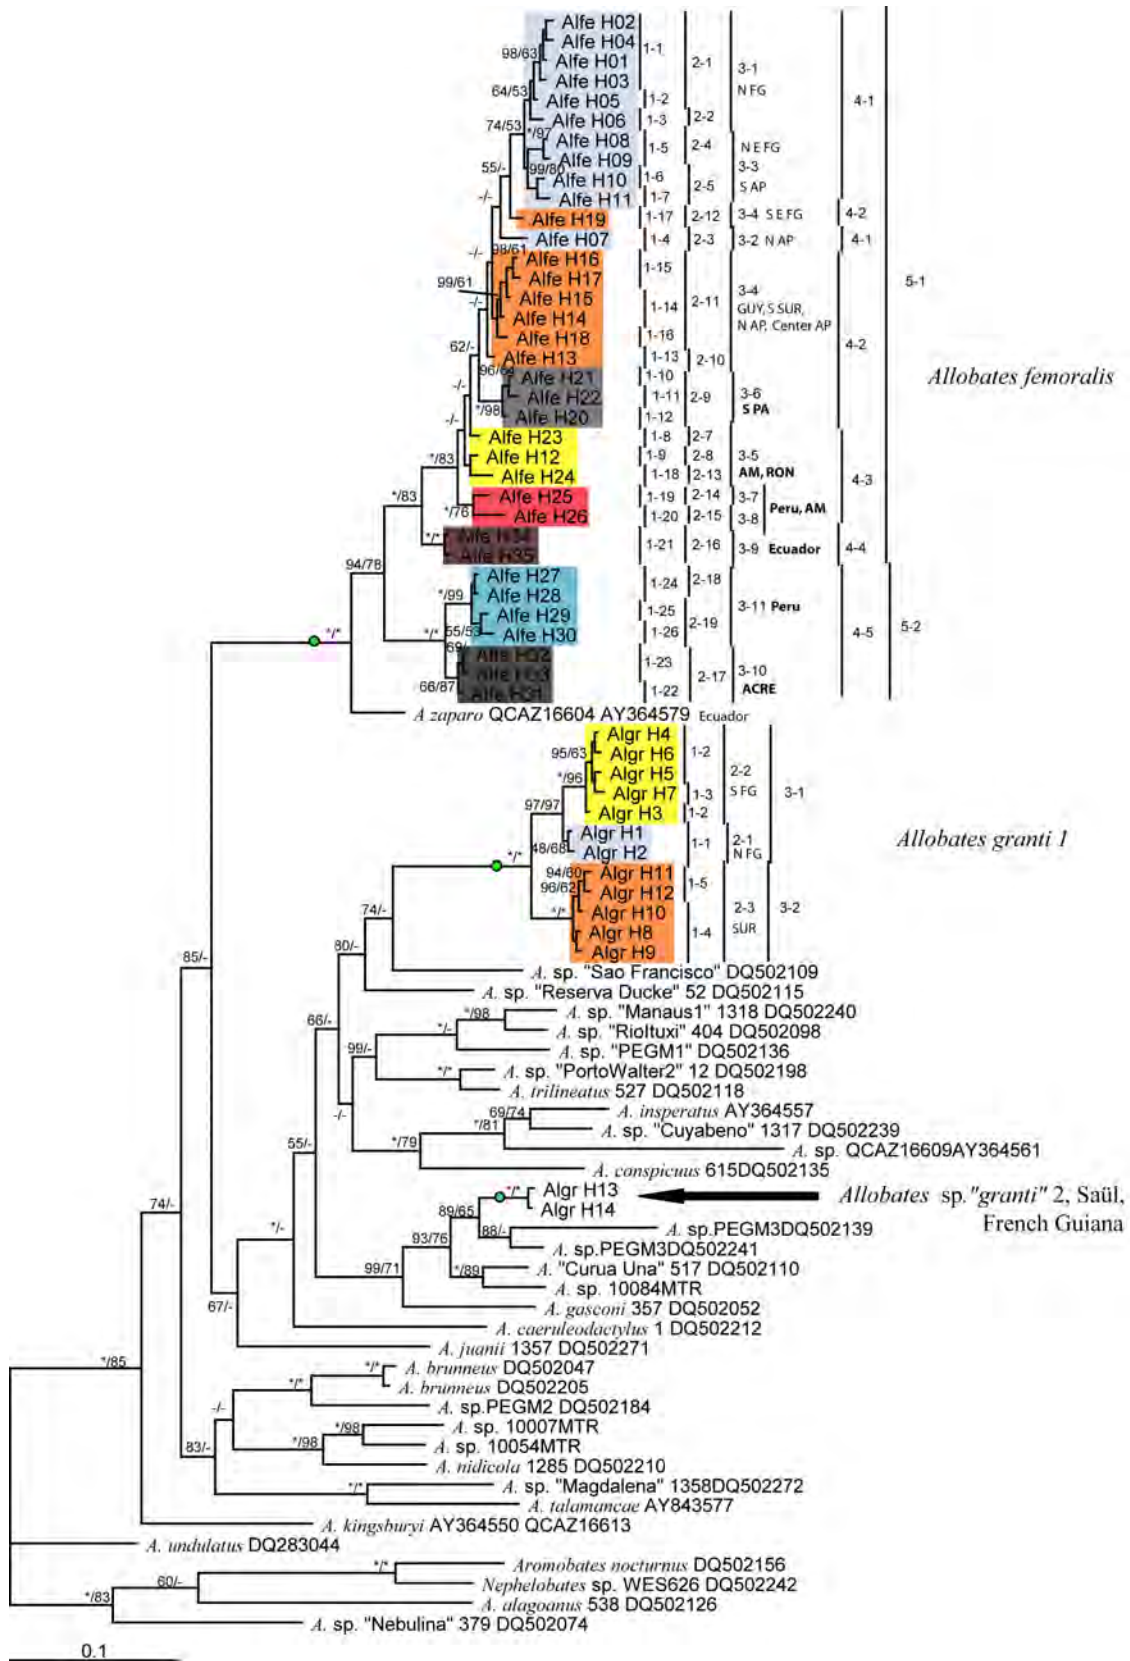 Alfe H02
Alfe H04
98/63
1-1
Alfe H01
2-1
3-1
Alfe H03
N FG
64/53
Alfe H05
1-2
4-1
Alfe H06
1-3
2-2
74/53
*/97
Alfe H08
1-5
2-4
N E FG
Alfe H09
3-3
99/80
55/-
Alfe H10
1-6
2-5
S AP
Alfe H11
1-7
-/-
Alfe H19
1-17
2-12
3-4 S E FG
4-2
Alfe H07
1-4
2-3
3-2 N AP
4-1
98/61
-/-
Alfe H16
1-15
Alfe H17
5-1
99/61
Alfe H15
3-4
1-14
2-11
GUY, S SUR,
-/-
Alfe H14
N AP, Center AP
Alfe H18
1-16
4-2
62/-
Alfe H13
1-13
2-10
Allobates femoralis
96/64
Alfe H21
1-10
-/-
Alfe H22
1-11
2-9
3-6
*/98
Alfe H20
1-12
S PA
-/-
Alfe H23
1-8
2-7
Alfe H12
1-9
2-8
3-5
*/83
Alfe H24
1-18
2-13
AM, RON
4-3
Alfe H25
1-19
2-14
3-7
Peru, AM
*/83
*/76
Alfe H26
1-20
2-15
3-8
Alfe H34
*/*
Alfe H35
1-21
2-16
3-9 Ecuador
4-4
94/78
Alfe H27
1-24
2-18
*/99
Alfe H28
3-11 Peru
Alfe H29
1-25
2-19
*/*
*/*
55/53
Alfe H30
1-26
4-5
5-2
69/-
Alfe H32
1-23
Alfe H33
2-17
3-10
66/87
Alfe H31
1-22
ACRE
A zaparo QCAZ16604 AY364579 Ecuador
Alfr H4
95/63
Algr H6
1-2
Algr H5
2-2
*/96
Algr H7
1-3
S FG
3-1
97/97
Algr H3
1-2
Algr H1
1-1
2-1
Allobates granti 1
48/68
Algr H2
N FG
*/*
94/60
Algr H11
1-5
96/62
Algr H12
Algr H10
2-3
3-2
*/*
Algr H8
1-4
SUR
74/-
Algr H9
80/-
A. sp. "Sao Francisco" DQ502109
85/-
A. sp. "Reserva Ducke" 52 DQ502115
*/98
A. sp. "Manaus1" 1318 DQ502240
66/-
*/-
A. sp. "RioItuxi" 404 DQ502098
99/-
A. sp. "PEGM1" DQ502136
*/*
A. sp. "PortoWalter2" 12 DQ502198
A. trilineatus 527 DQ502118
-/-
69/74
A. insperatus AY364557
*/81
A. sp. "Cuyabeno" 1317 DQ502239
55/-
*/79
A. sp. QCAZ16609AY364561
A. conspicuus 615DQ502135
*/*
Algr H13
Allobates sp."granti" 2, Saül,
74/-
89/65
Algr H14
French Guiana
*/-
88/-
A. sp.PEGM3DQ502139
93/76
A. sp.PEGM3DQ502241
99/71
*/89
A. "Curua Una" 517 DQ502110
A. sp. 10084MTR
67/-
A. gasconi 357 DQ502052
A. caeruleodactylus 1 DQ502212
A. juanii 1357 DQ502271
*/85
*/*
A. brunneus DQ502047
A. brunneus DQ502205
-/-
A. sp.PEGM2 DQ502184
*/98
A. sp. 10007MTR
83/-
*/98
A. sp. 10054MTR
A. nidicola 1285 DQ502210
*/*
A. sp. "Magdalena" 1358DQ502272
A. talamancae AY843577
A. kingsburyi AY364550 QCAZ16613
A. undulatus DQ283044
*/*
Aromobates nocturnus DQ502156
60/-
Nephelobates sp. WES626 DQ502242
*/83
A. alagoanus 538 DQ502126
A. sp. "Nebulina" 379 DQ502074
0.1